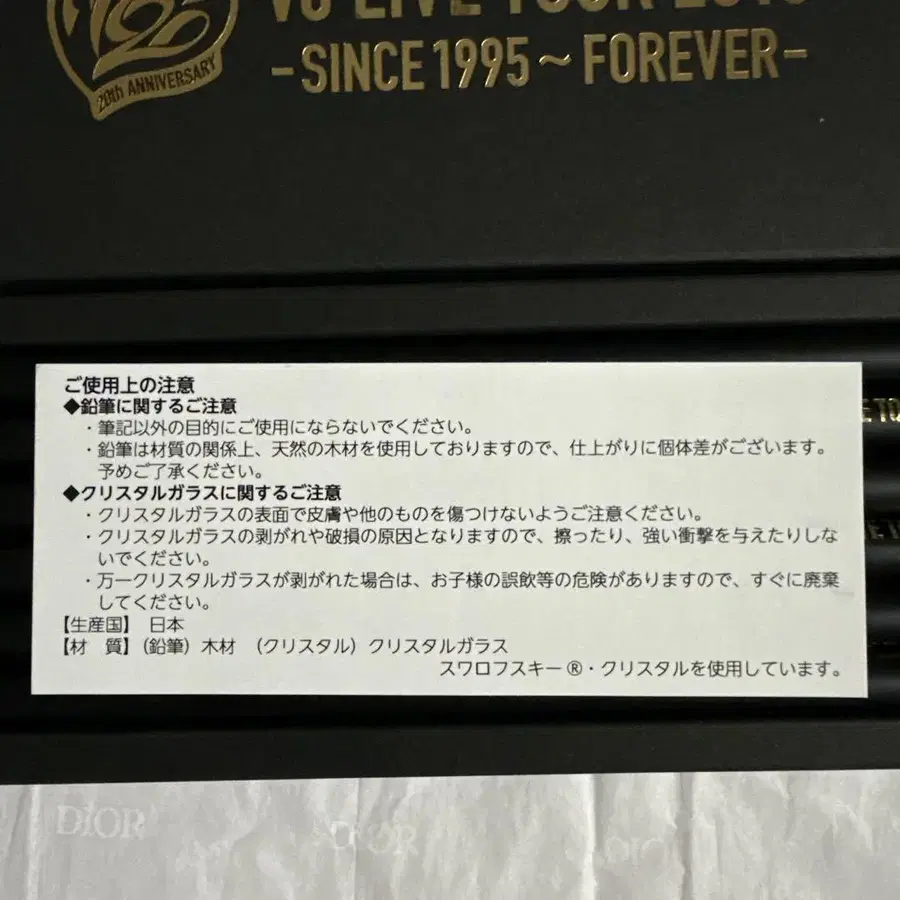 20th ANNIVERSARY
-SINCE 1995～FOREVER-
ご使用上の注意
◆鉛筆に関するご注意
・筆記以外の目的にご使用にならないでください。
・鉛筆は材質の関係上、天然の木材を使用しておりますので、仕上がりに個体差がございます。
予めご了承ください。
◆クリスタルガラスに関するご注意
・クリスタルガラスの表面で皮膚や他のものを傷つけないようご注意ください。
・クリスタルガラスの剥がれや破損の原因となりますので、擦ったり、強い衝撃を与えたりしな
いでください。
・万一クリスタルガラスが剥がれた場合は、お子様の誤飲等の危険がありますので、すぐに廃棄
してください。
【生産国】 日本
【材　質】（鉛筆）木材 （クリスタル）クリスタルガラス
スワロフスキー®・クリスタルを使用しています。
DIOR
DIOR
DIOR